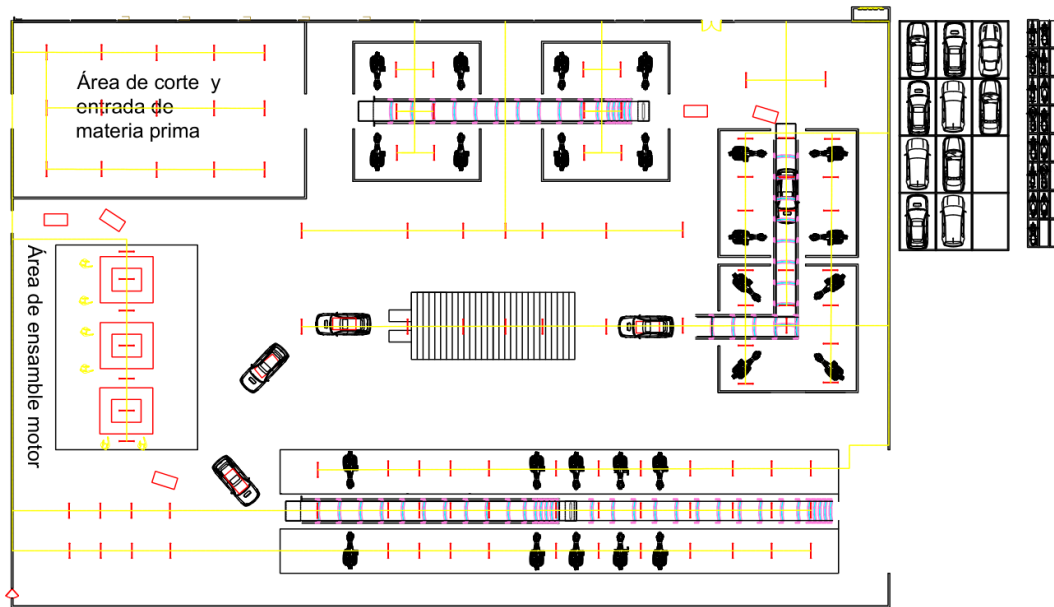 Área de corte y
entrada de
materia prima
Área de ensamble motor